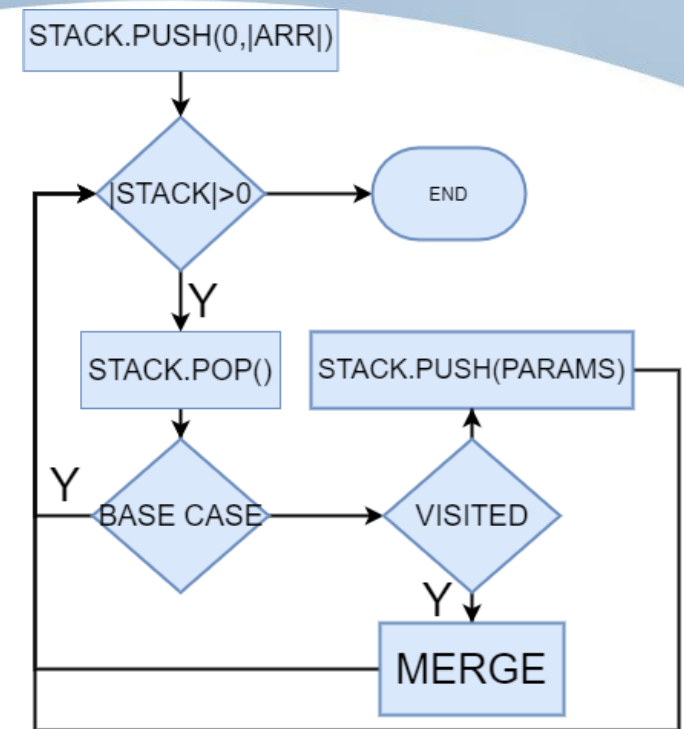 STACK.PUSH(0,|ARR|)
|STACK|>0
END
Y
STACK.POP()
STACK.PUSH(PARAMS)
Y
BASE CASE
VISITED
Y
MERGE